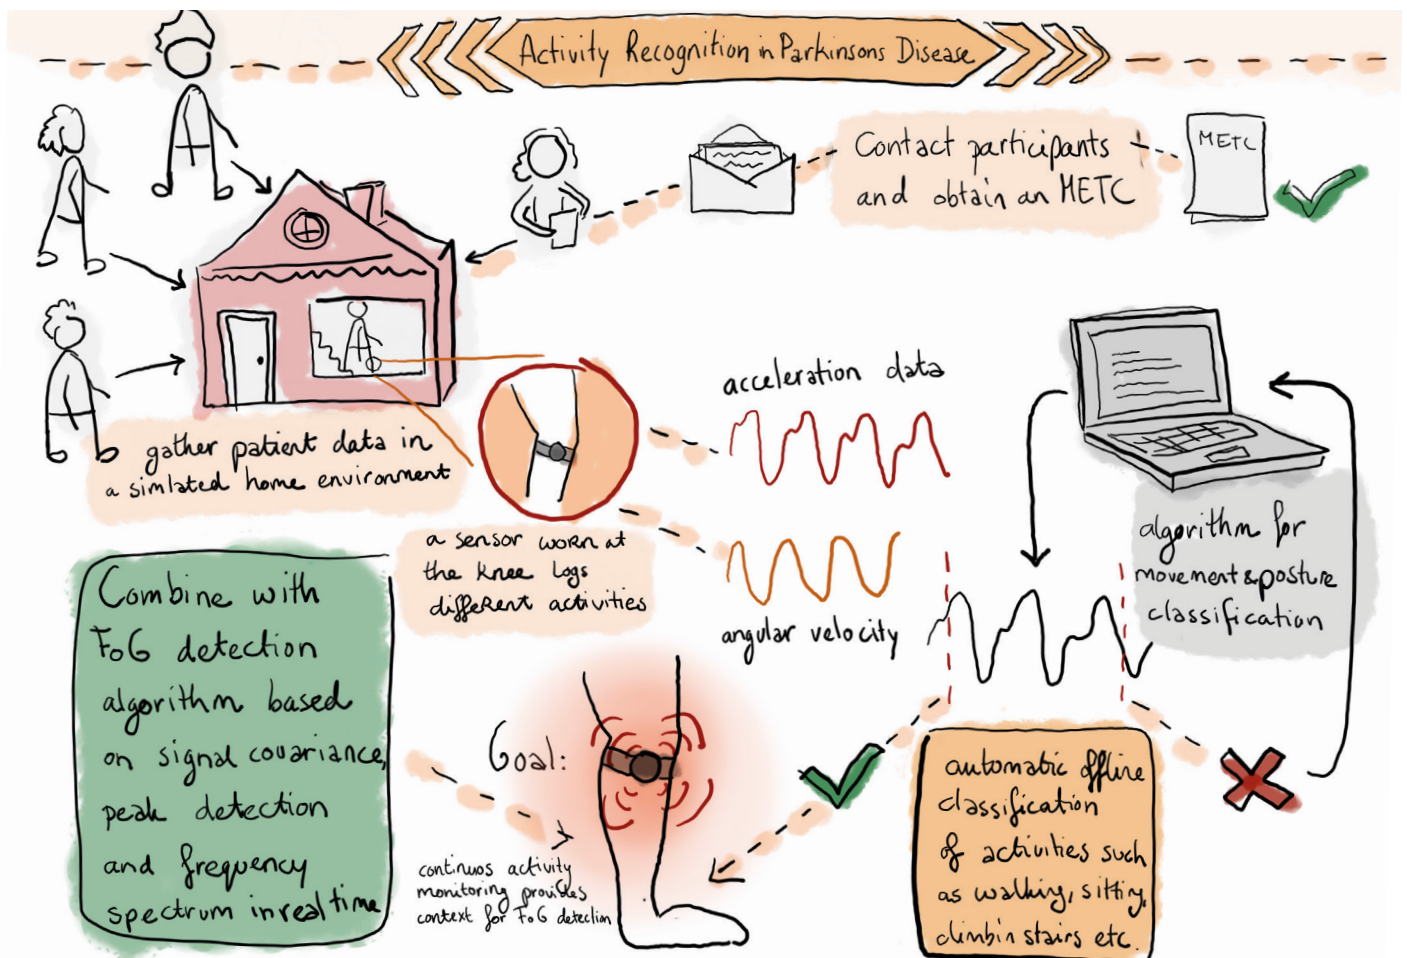 Activity Recognition in Parkinsons Disease
Contact participants
and obtain an METC
METC
gather patient data in
a simlated home environment
a sensor worn at
the knee logs
different activities
acceleration data
angular velocity
algorithm for
movement & posture
classification
automatic offline
classification
of activities such
as walking, sitting,
climbin stairs etc.
Combine with
FoG detection
algorithm based
on signal covariance,
peak detection
and frequency
spectrum in real time
Goal:
continuos activity
monitoring provides
context for FoG detection